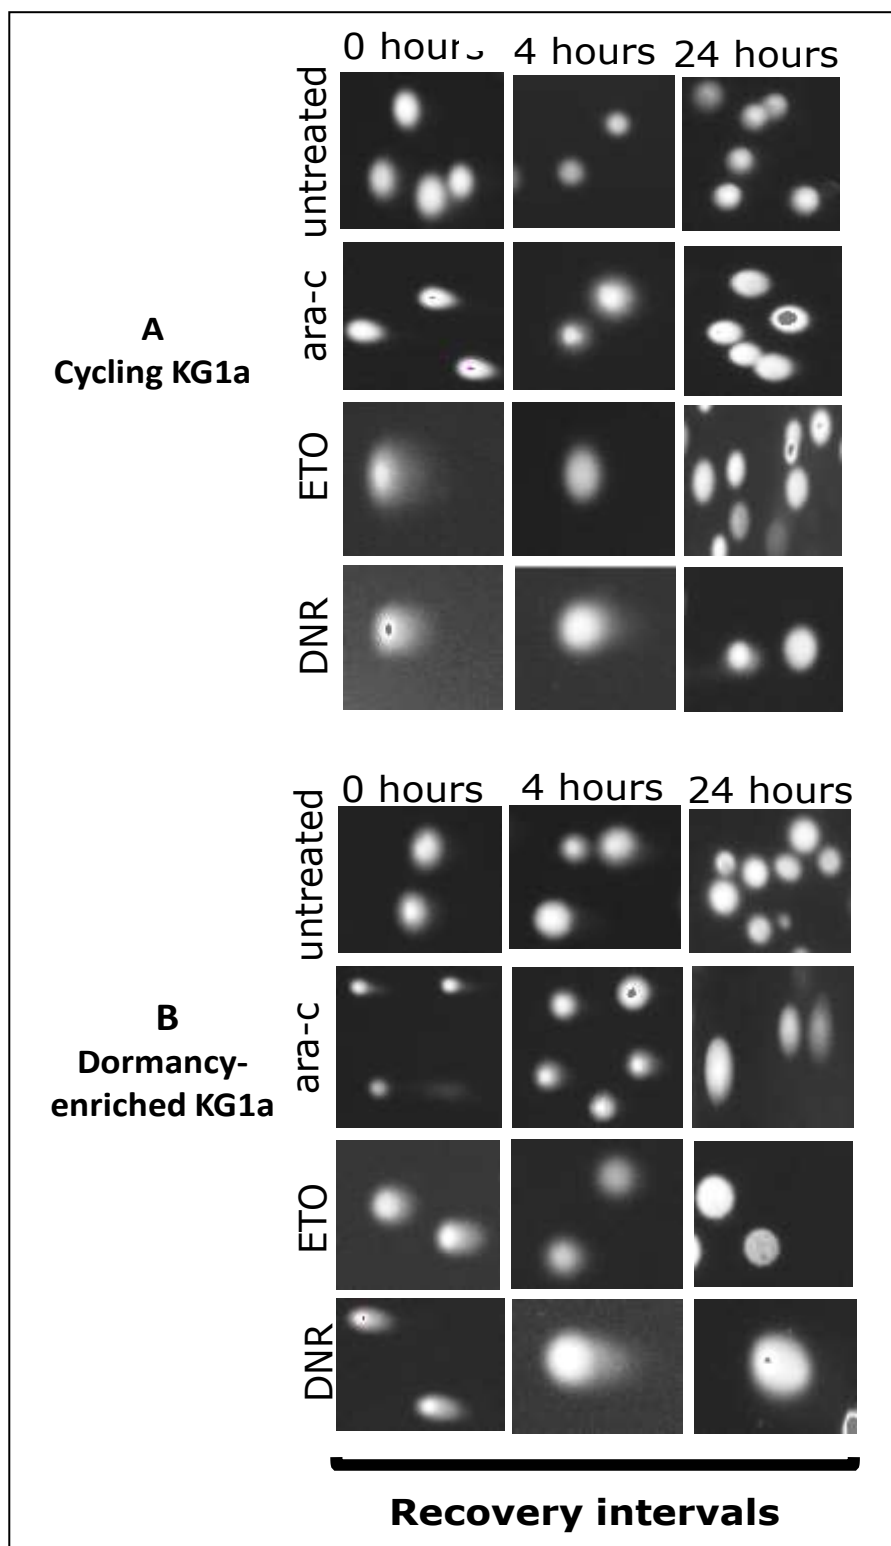 0 hours 4 hours 24 hours
untreated
ara-c
A
Cycling KG1a
ETO
DNR
0 hours 4 hours 24 hours
untreated
ara-c
B
Dormancy-
enriched KG1a
ETO
DNR
Recovery intervals